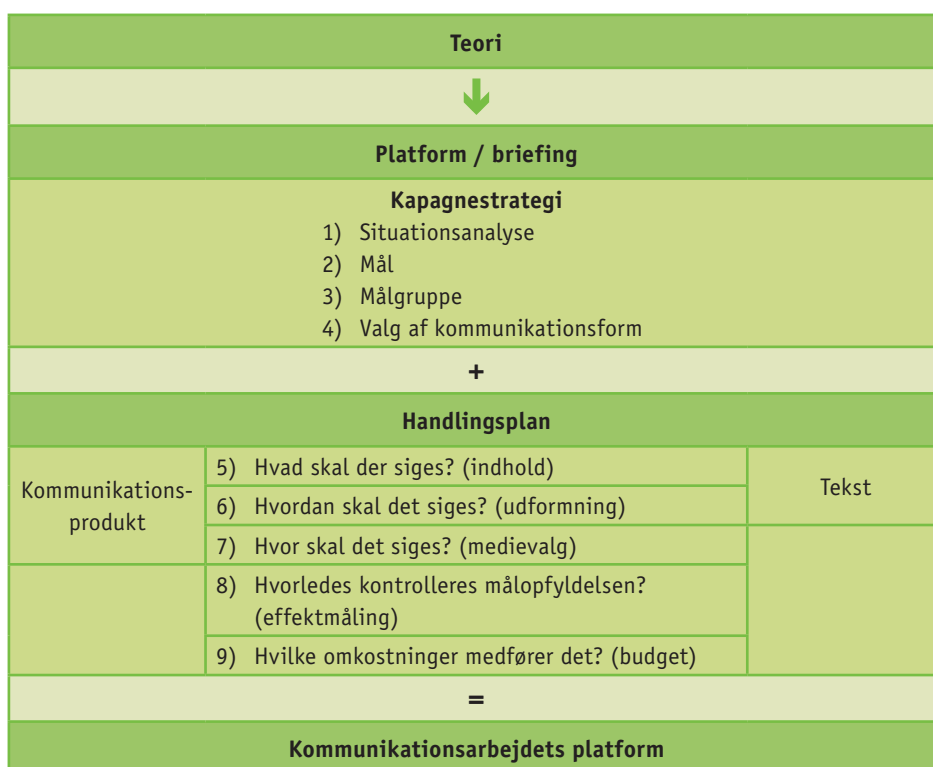 Teori
Platform / briefing
Kapagnestrategi
1) Situationsanalyse
2) Mål
3) Målgruppe
4) Valg af kommunikationsform
+
Handlingsplan
Kommunikations-
produkt
5) Hvad skal der siges? (indhold)
6) Hvordan skal det siges? (udformning)
7) Hvor skal det siges? (medievalg)
Tekst
8) Hvorledes kontrolleres målopfyldelsen?
(effektmåling)
9) Hvilke omkostninger medfører det? (budget)
=
Kommunikationsarbejdets platform